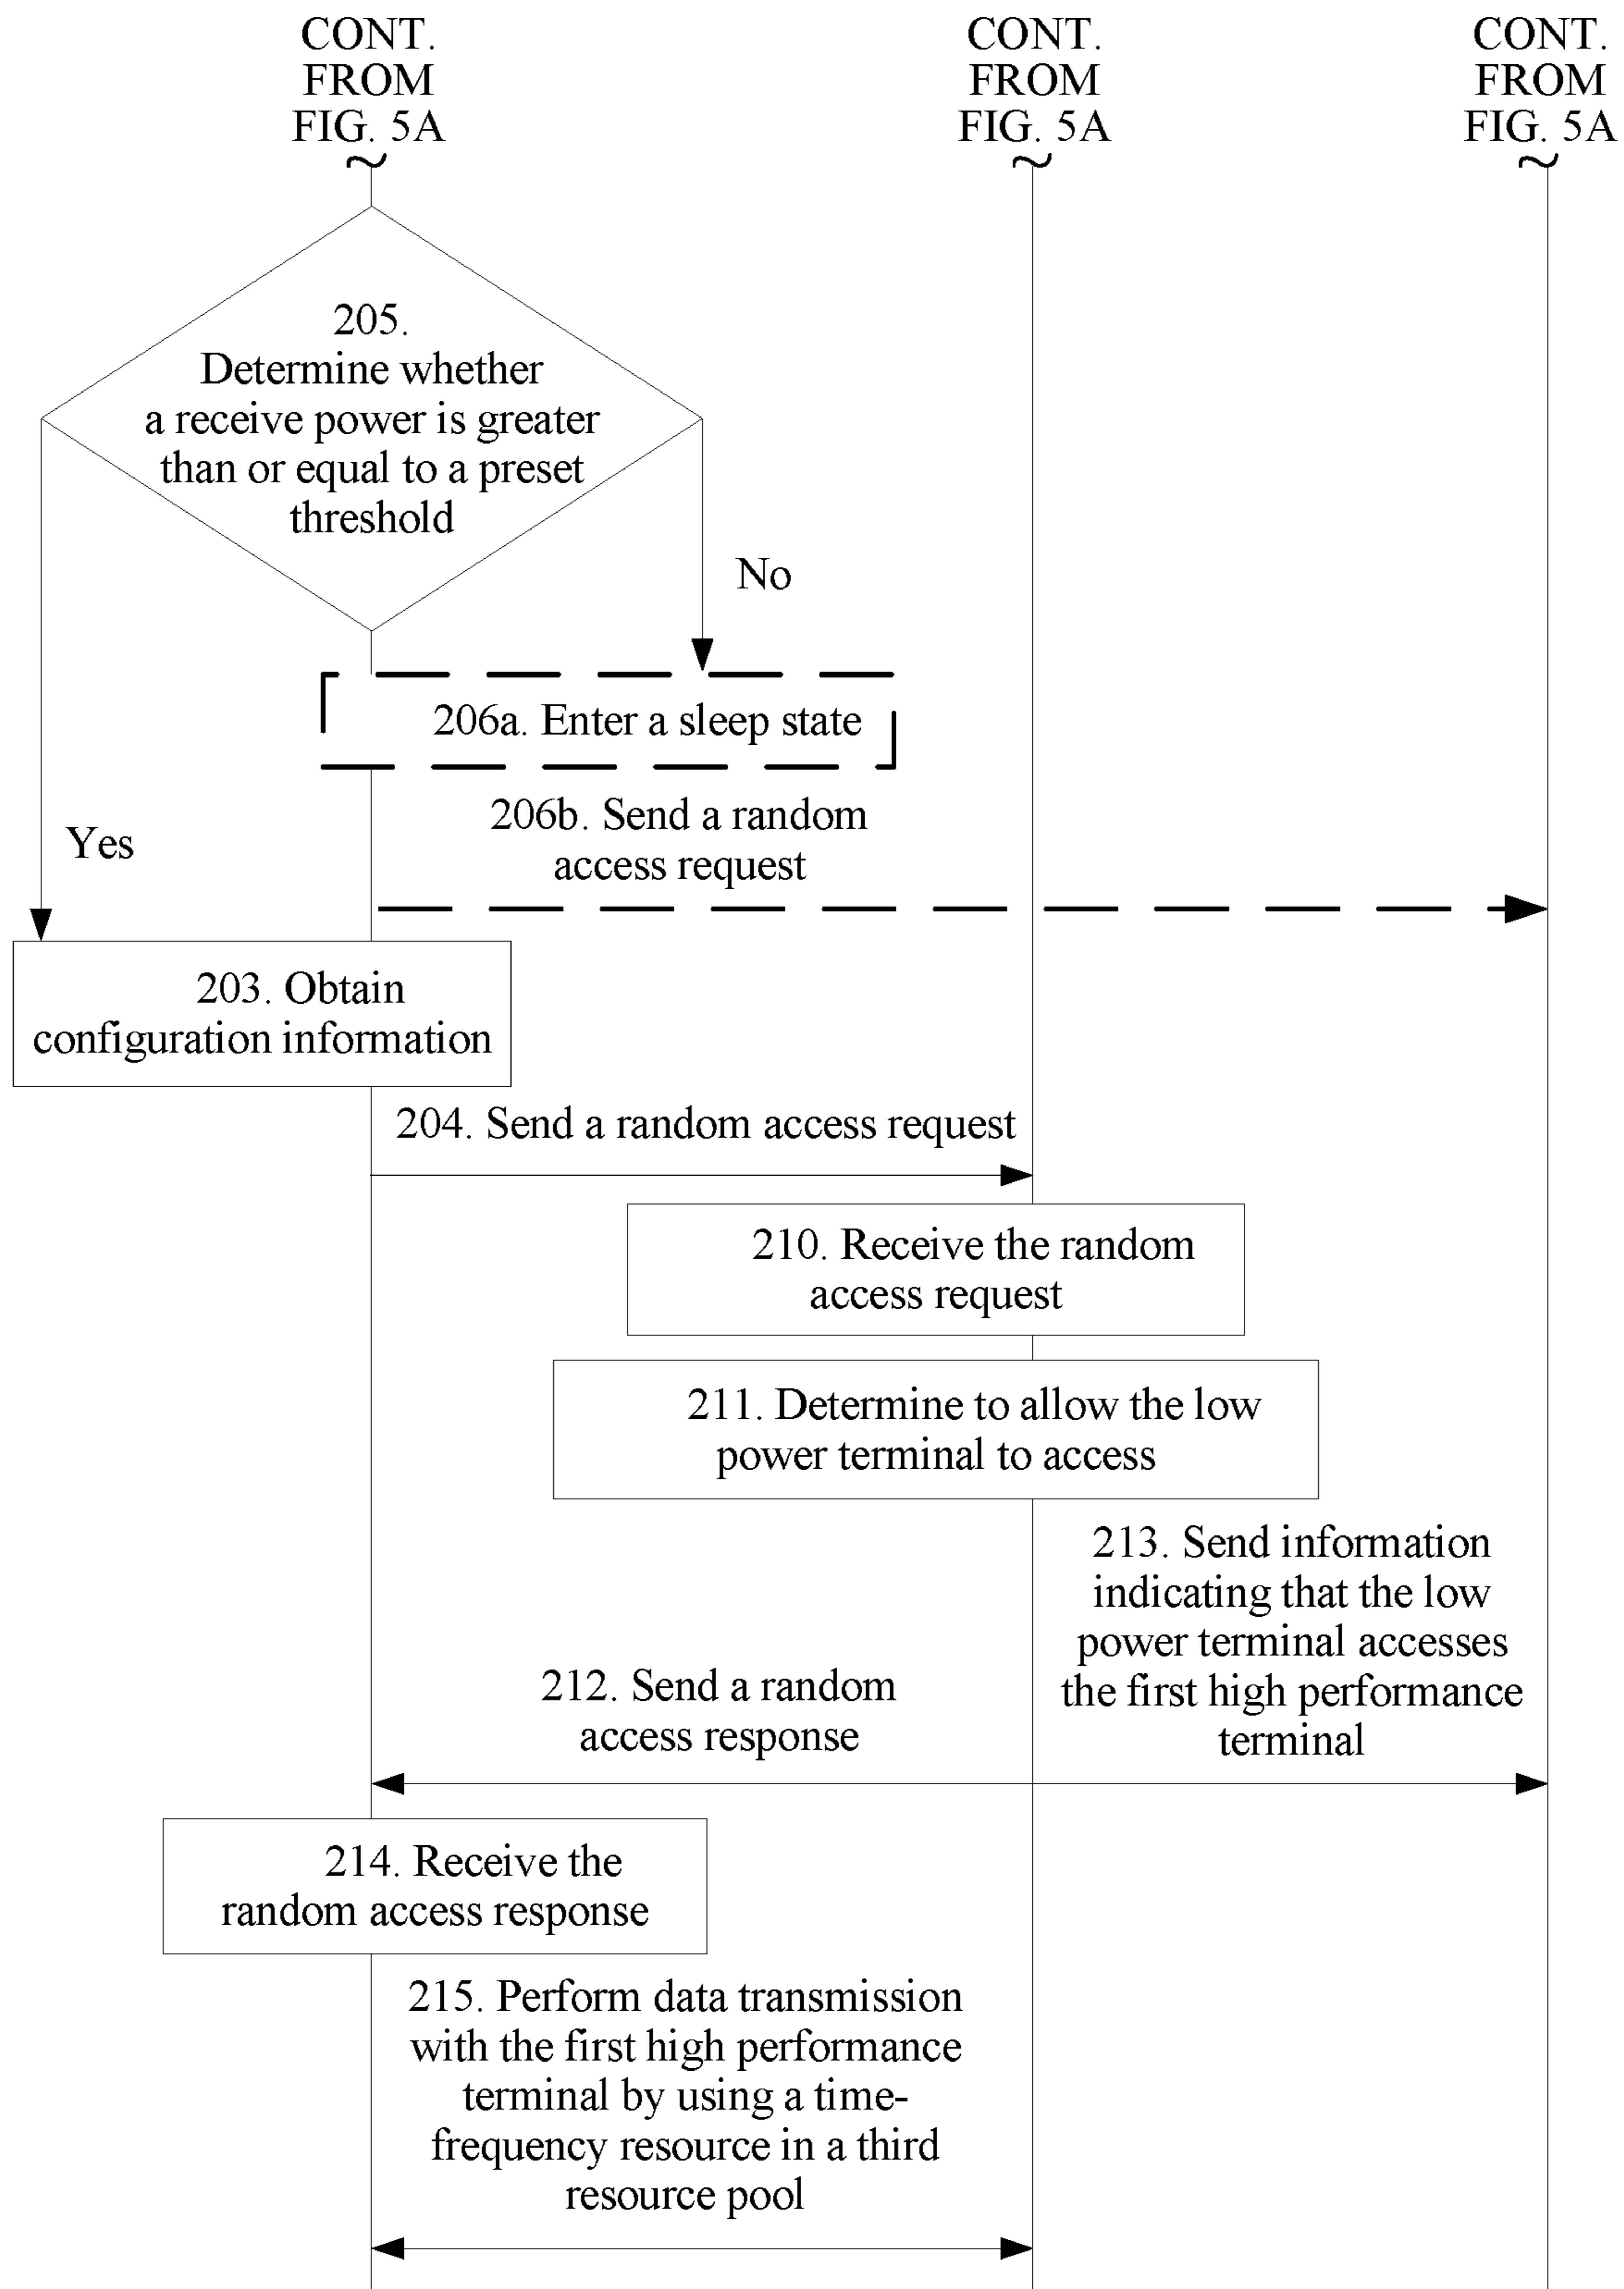 CONT.
FROM
FIG. 5A
CONT.
FROM
FIG. 5A
CONT.
FROM
FIG. 5A
205.
Determine whether
a receive power is greater
than or equal to a preset
threshold
No
206a. Enter a sleep state
206b. Send a random
access request
Yes
203. Obtain
configuration information
204. Send a random access request
210. Receive the random
access request
211. Determine to allow the low
power terminal to access
213. Send information
indicating that the low
power terminal accesses
the first high performance
terminal
212. Send a random
access response
214. Receive the
random access response
215. Perform data transmission
with the first high performance
terminal by using a time-
frequency resource in a third
resource pool